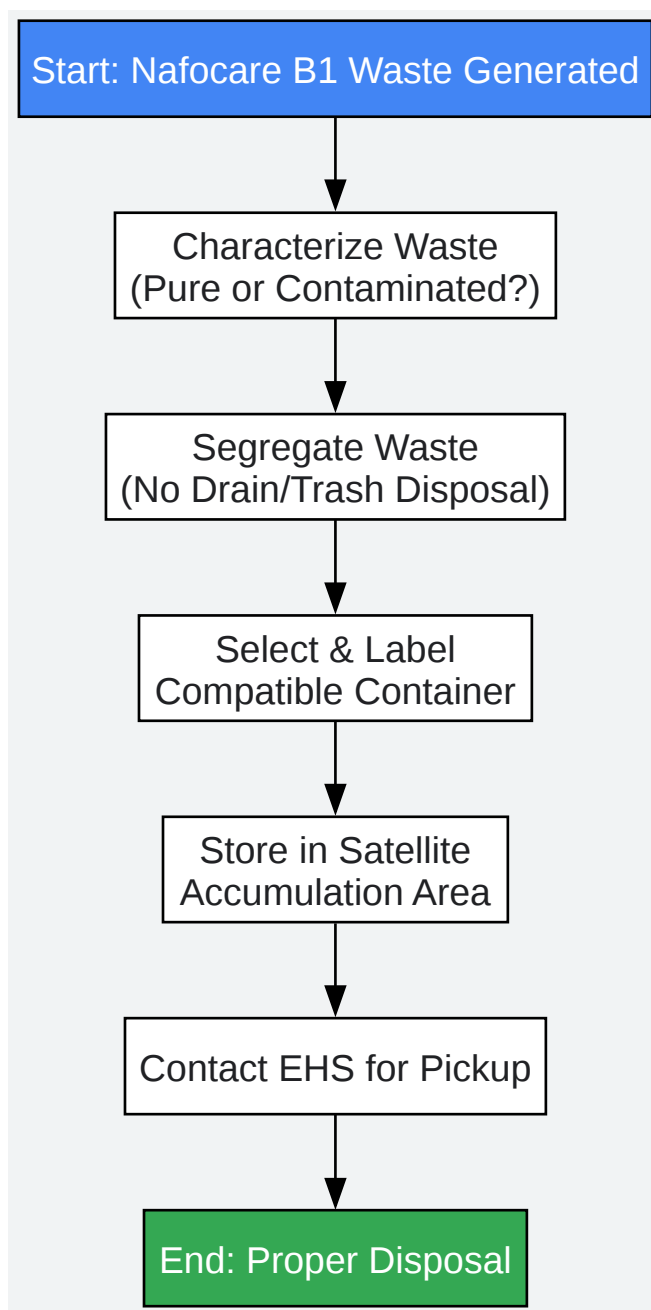 Start: Nafocare B1 Waste Generated
Characterize Waste
(Pure or Contaminated?)
Segregate Waste
(No Drain/Trash Disposal)
Select & Label
Compatible Container
Store in Satellite
Accumulation Area
Contact EHS for Pickup
End: Proper Disposal